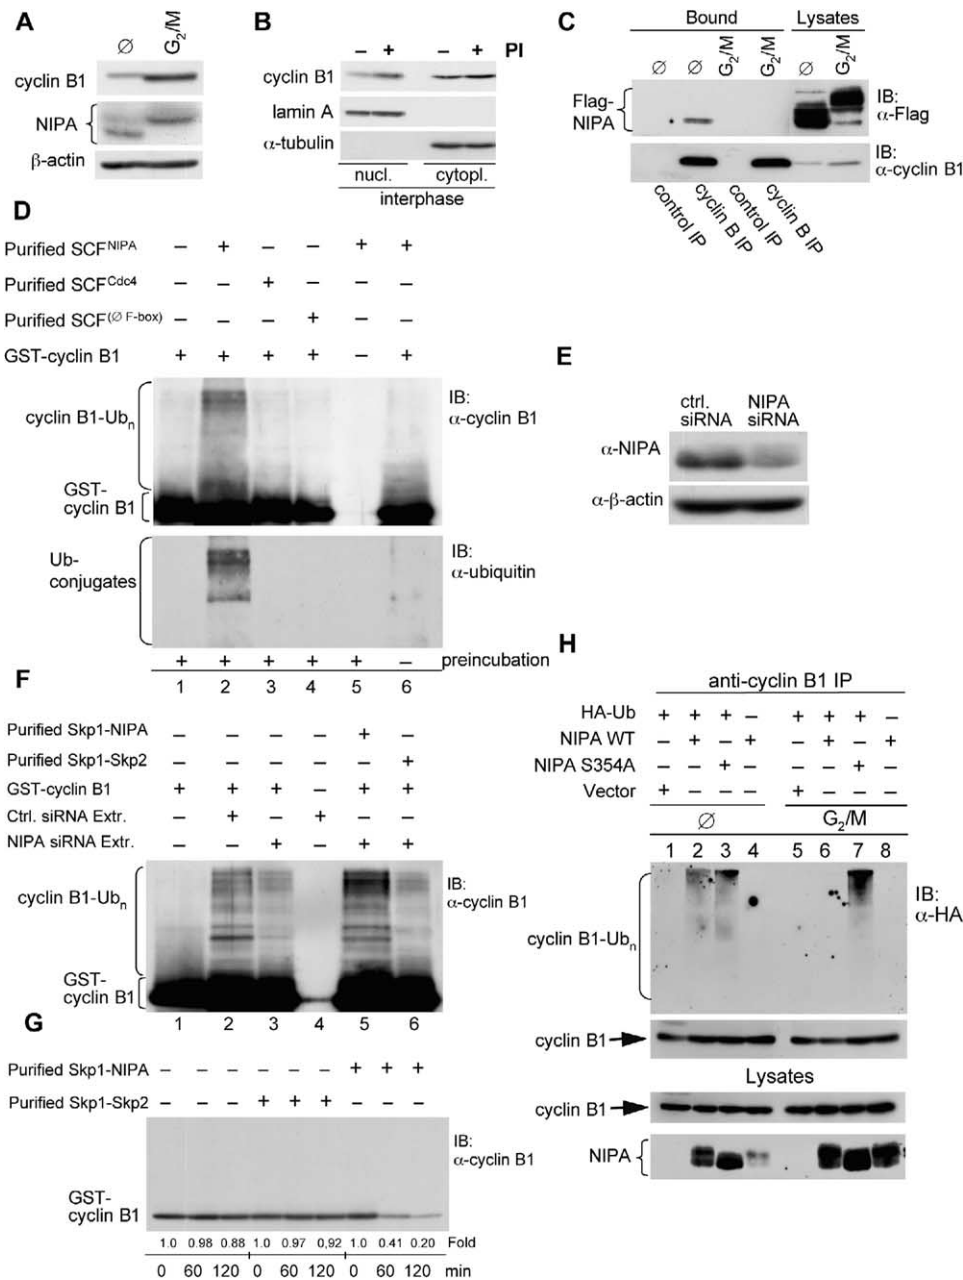 A
Ø G2/M
cyclin B1
NIPA
β-actin
B
– + – + PI
cyclin B1
lamin A
α-tubulin
nucl. cytopl.
interphase
C
Bound Lysates
Ø Ø G2/M G2/M Ø G2/M
Flag-
NIPA
IB:
α-Flag
IB:
α-cyclin B1
control IP
cyclin B IP
control IP
cyclin B IP
D
Purified SCFNIPA – + – – + +
Purified SCFCdc4 – – + – – –
Purified SCF(Ø F-box) – – – + – –
GST-cyclin B1 + + + + – +
cyclin B1-Ubn
GST-
cyclin B1
IB:
α-cyclin B1
Ub-
conjugates
IB:
α-ubiquitin
+ + + + + – preincubation
1 2 3 4 5 6
E
ctrl. siRNA
NIPA siRNA
α-NIPA
α-β-actin
F
Purified Skp1-NIPA – – – – + –
Purified Skp1-Skp2 – – – – – +
GST-cyclin B1 + + + – + +
Ctrl. siRNA Extr. – + – + – –
NIPA siRNA Extr. – – + – + +
cyclin B1-Ubn
GST-
cyclin B1
IB:
α-cyclin B1
1 2 3 4 5 6
G
Purified Skp1-NIPA – – – – – – + + +
Purified Skp1-Skp2 – – – + + + – – –
IB:
α-cyclin B1
GST-
cyclin B1
1.0 0.98 0.88 1.0 0.97 0,92 1.0 0.41 0.20 Fold
0 60 120 0 60 120 0 60 120 min
H
anti-cyclin B1 IP
HA-Ub + + + – + + + –
NIPA WT – + – + – + – +
NIPA S354A – – + – – – + –
Vector + – – – + – – –
Ø G2/M
1 2 3 4 5 6 7 8
IB:
α-HA
cyclin B1-Ubn
cyclin B1
Lysates
cyclin B1
NIPA